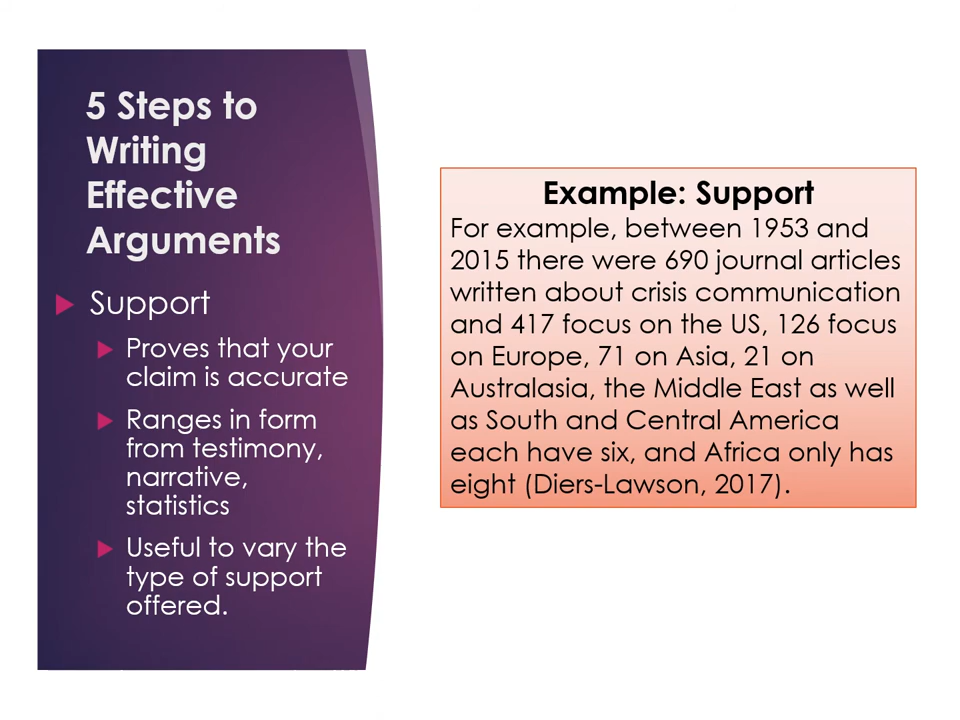 5 Steps to
Writing
Effective
Arguments
Support
Proves that your
claim is accurate
Ranges in form
from testimony,
narrative,
statistics
Useful to vary the
type of support
offered.
Example: Support
For example, between 1953 and
2015 there were 690 journal articles
written about crisis communication
and 417 focus on the US, 126 focus
on Europe, 71 on Asia, 21 on
Australasia, the Middle East as well
as South and Central America
each have six, and Africa only has
eight (Diers-Lawson, 2017).